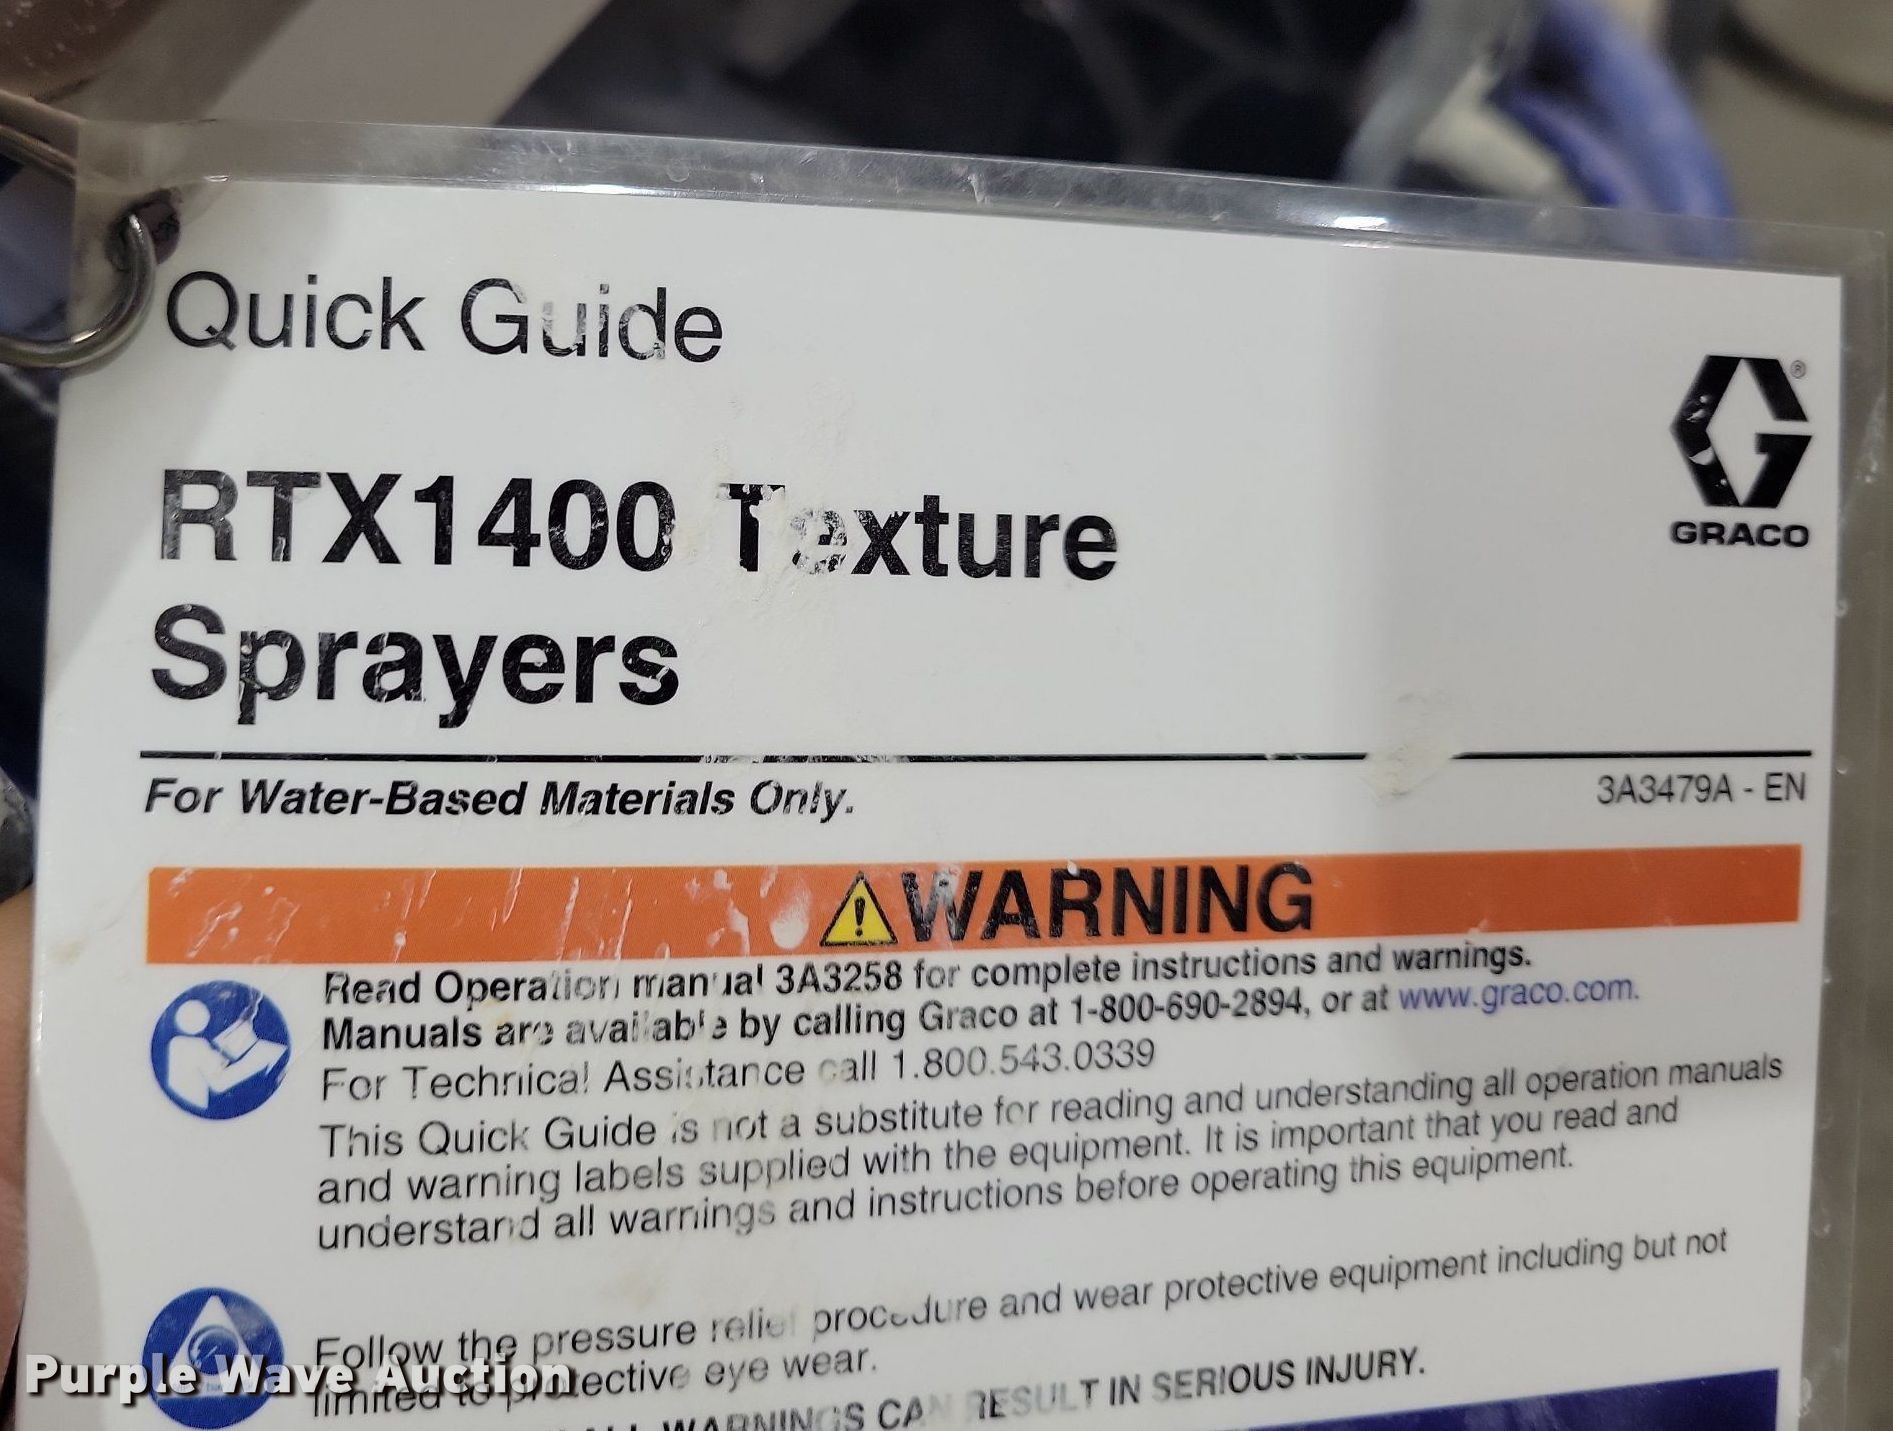 Quick Guide
RTX1400 Texture
Sprayers
GRACO
®
For Water-Based Materials Only.
3A3479A - EN
WARNING
Read Operation manual 3A3258 for complete instructions and warnings.
Manuals are available by calling Graco at 1-800-690-2894, or at www.graco.com.
For Technical Assistance call 1.800.543.0339
This Quick Guide is not a substitute for reading and understanding all operation manuals
and warning labels supplied with the equipment. It is important that you read and
understand all warnings and instructions before operating this equipment.
Follow the pressure relief procedure and wear protective equipment including but not
limited to protective eye wear.
ALL WARNINGS CAN RESULT IN SERIOUS INJURY.
Purple Wave Auction